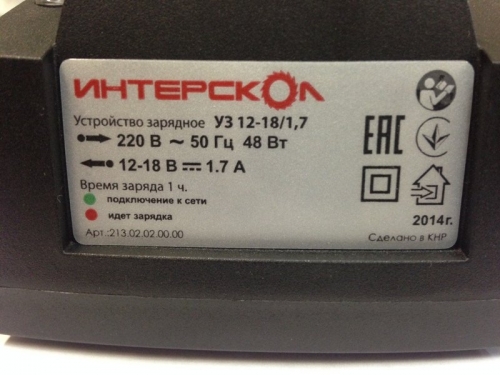 ИНТЕРСКОЛ
Устройство зарядное УЗ 12-18/1,7
220 В ~ 50 Гц 48 Вт
12-18 В ⎓ 1.7 А
Время заряда 1 ч.
подключение к сети
идет зарядка
Арт.:213.02.02.00.00
EAC
2014г.
Сделано в КНР